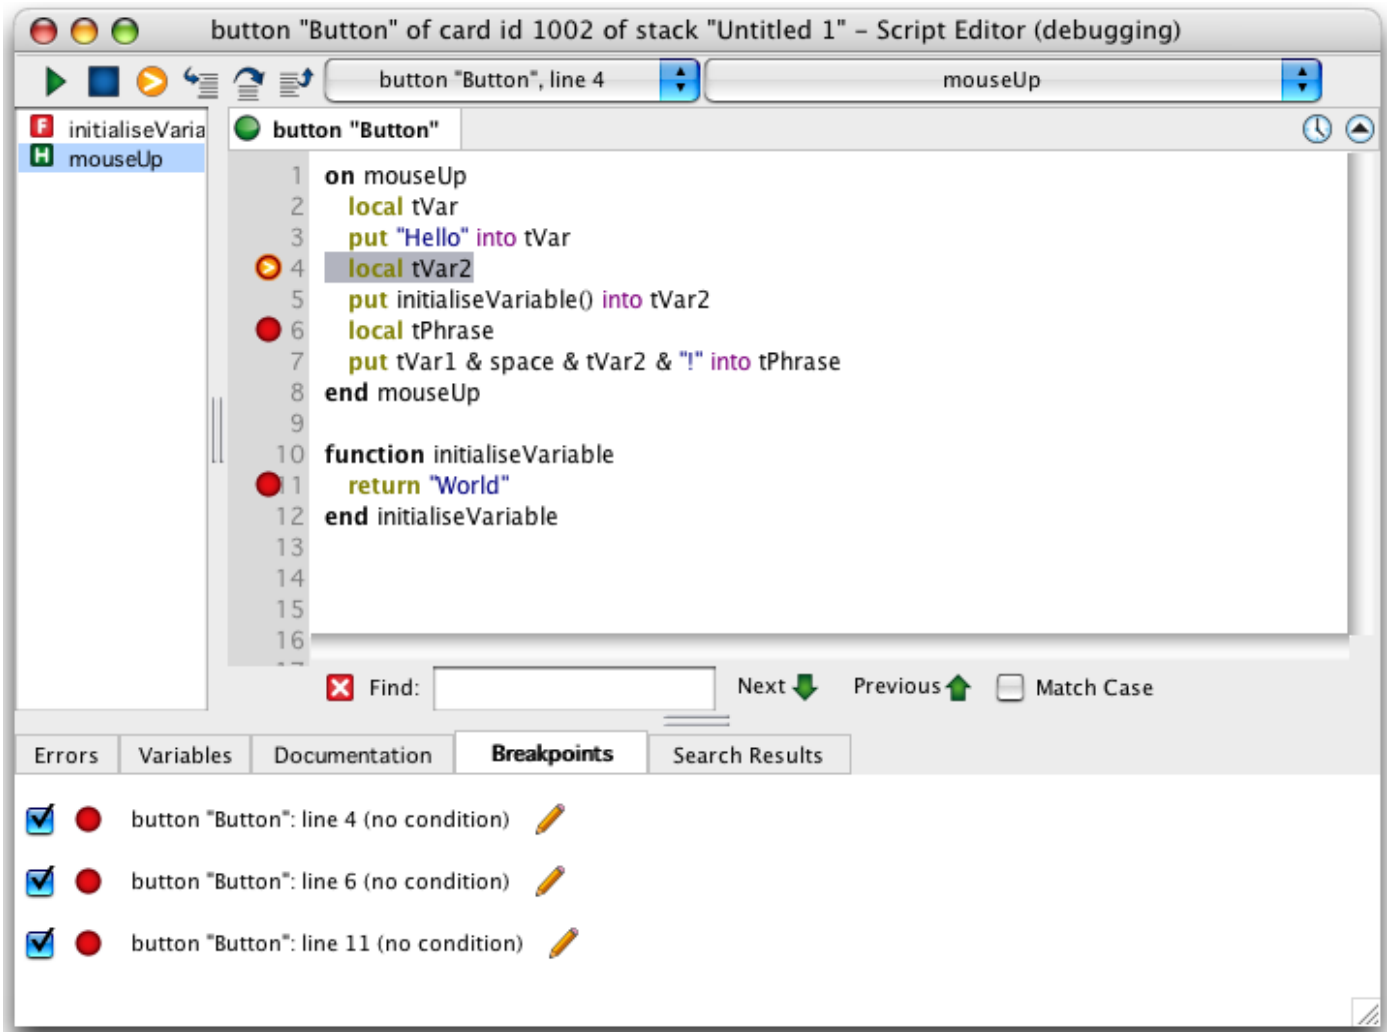 button "Button" of card id 1002 of stack "Untitled 1" – Script Editor (debugging)
button "Button", line 4
mouseUp
F initialiseVaria
H mouseUp
button "Button"
1 on mouseUp
2 local tVar
3 put "Hello" into tVar
4 local tVar2
5 put initialiseVariable() into tVar2
6 local tPhrase
7 put tVar1 & space & tVar2 & "!" into tPhrase
8 end mouseUp
9
10 function initialiseVariable
11 return "World"
12 end initialiseVariable
13
14
15
16
Find: Next Previous Match Case
Errors Variables Documentation Breakpoints Search Results
button "Button": line 4 (no condition)
button "Button": line 6 (no condition)
button "Button": line 11 (no condition)